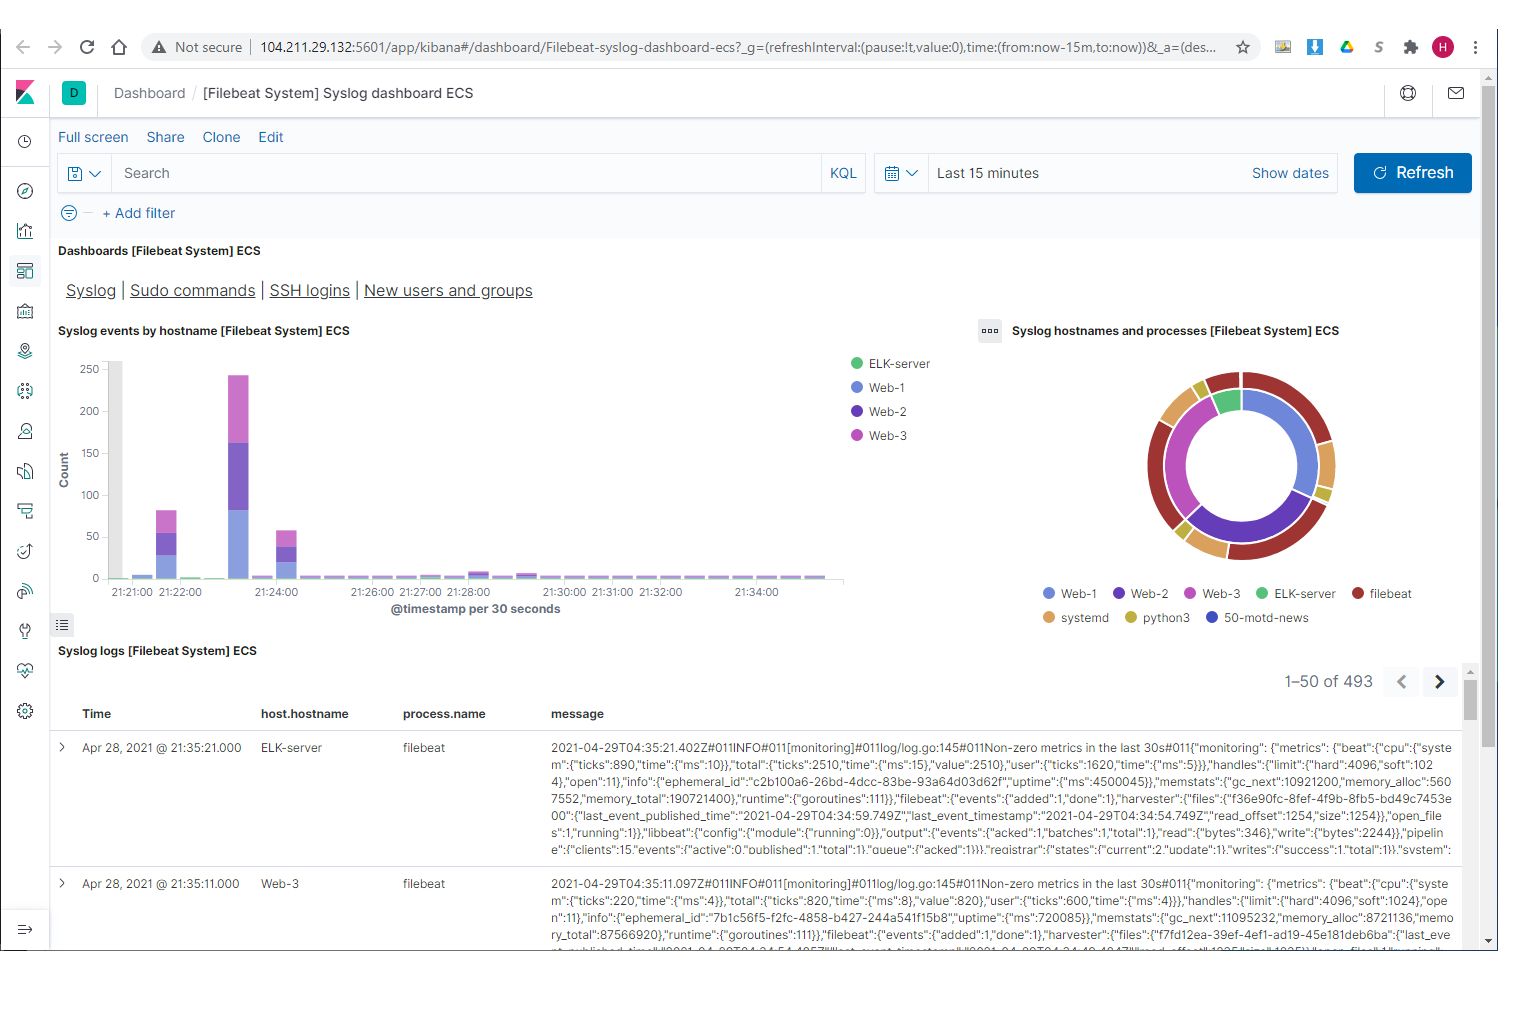 Not secure | 104.211.29.132:5601/app/kibana#/dashboard/Filebeat-syslog-dashboard-ecs?_g=(refreshInterval:(pause:!t,value:0),time:(from:now-15m,to:now))&_a=(des...
S
H
D Dashboard / [Filebeat System] Syslog dashboard ECS
Full screen Share Clone Edit
Search KQL Last 15 minutes Show dates Refresh
+ Add filter
Dashboards [Filebeat System] ECS
Syslog | Sudo commands | SSH logins | New users and groups
Syslog events by hostname [Filebeat System] ECS
250
200
150
100
50
0
Count
21:21:00 21:22:00 21:24:00 21:26:00 21:27:00 21:28:00 21:30:00 21:31:00 21:32:00 21:34:00
@timestamp per 30 seconds
ELK-server
Web-1
Web-2
Web-3
Syslog hostnames and processes [Filebeat System] ECS
Web-1 Web-2 Web-3 ELK-server filebeat
systemd python3 50-motd-news
Syslog logs [Filebeat System] ECS
1–50 of 493
Time host.hostname process.name message
Apr 28, 2021 @ 21:35:21.000 ELK-server filebeat
2021-04-29T04:35:21.402Z#011INFO#011[monitoring]#011log/log.go:145#011Non-zero metrics in the last 30s#011{"monitoring": {"metrics": {"beat":{"cpu":{"syste
m":{"ticks":890,"time":{"ms":10}},"total":{"ticks":2510,"time":{"ms":15},"value":2510},"user":{"ticks":1620,"time":{"ms":5}}},"handles":{"limit":{"hard":4096,"soft":102
4},"open":11},"info":{"ephemeral_id":"c2b100a6-26bd-4dcc-83be-93a64d03d62f","uptime":{"ms":4500045}},"memstats":{"gc_next":10921200,"memory_alloc":560
7552,"memory_total":190721400},"runtime":{"goroutines":111}},"filebeat":{"events":{"added":1,"done":1},"harvester":{"files":{"f36e90fc-8fef-4f9b-8fb5-bd49c7453e
00":{"last_event_published_time":"2021-04-29T04:34:59.749Z","last_event_timestamp":"2021-04-29T04:34:54.749Z","read_offset":1254,"size":1254}},"open_file
s":1,"running":1}},"libbeat":{"config":{"module":{"running":0}},"output":{"events":{"acked":1,"batches":1,"total":1},"read":{"bytes":346},"write":{"bytes":2244}},"pipelin
e":{"clients":15,"events":{"active":0,"published":1,"total":1},"queue":{"acked":1}}},"registrar":{"states":{"current":2,"update":1},"writes":{"success":1,"total":1}},"system":
Apr 28, 2021 @ 21:35:11.000 Web-3 filebeat
2021-04-29T04:35:11.097Z#011INFO#011[monitoring]#011log/log.go:145#011Non-zero metrics in the last 30s#011{"monitoring": {"metrics": {"beat":{"cpu":{"syste
m":{"ticks":220,"time":{"ms":4}},"total":{"ticks":820,"time":{"ms":8},"value":820},"user":{"ticks":600,"time":{"ms":4}}},"handles":{"limit":{"hard":4096,"soft":1024},"ope
n":11},"info":{"ephemeral_id":"7b1c56f5-f2fc-4858-b427-244a541f15b8","uptime":{"ms":720085}},"memstats":{"gc_next":11095232,"memory_alloc":8721136,"memo
ry_total":87566920},"runtime":{"goroutines":111}},"filebeat":{"events":{"added":1,"done":1},"harvester":{"files":{"f7fd12ea-39ef-4ef1-ad19-45e181deb6ba":{"last_eve